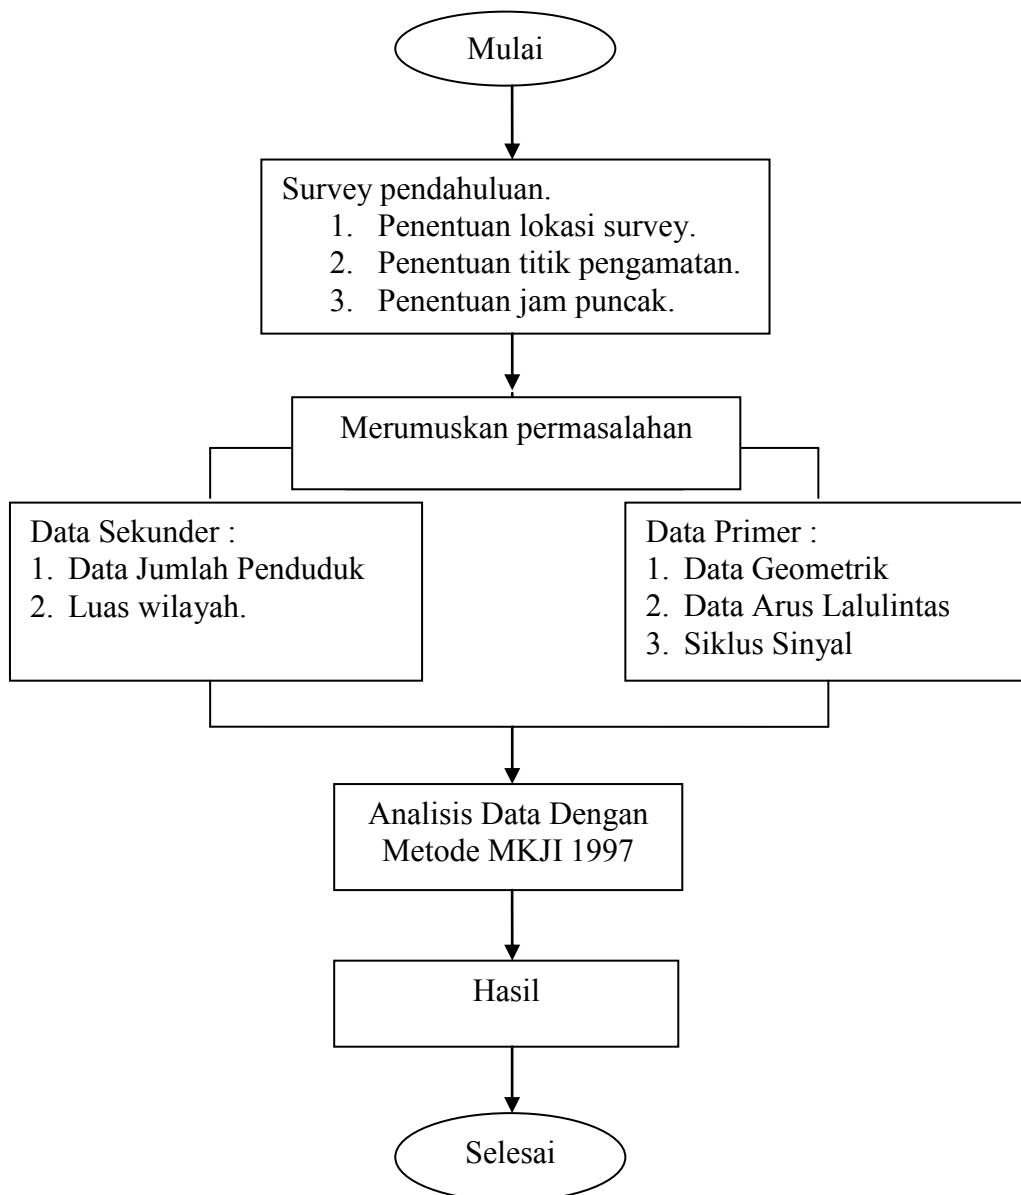 Mulai
Survey pendahuluan.
1. Penentuan lokasi survey.
2. Penentuan titik pengamatan.
3. Penentuan jam puncak.
Merumuskan permasalahan
Data Sekunder :
1. Data Jumlah Penduduk
2. Luas wilayah.
Data Primer :
1. Data Geometrik
2. Data Arus Lalulintas
3. Siklus Sinyal
Analisis Data Dengan
Metode MKJI 1997
Hasil
Selesai